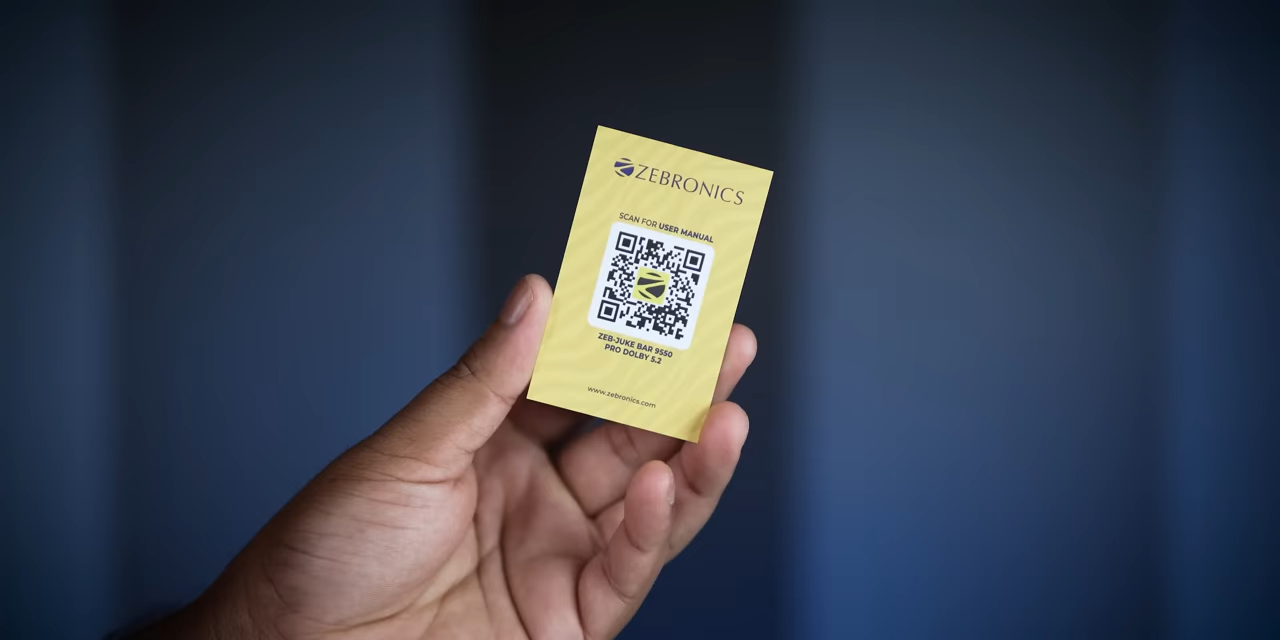 ZEBRONICS
SCAN FOR USER MANUAL
ZEB-JUKE BAR 9550
PRO DOLBY 5.2
www.zebronics.com